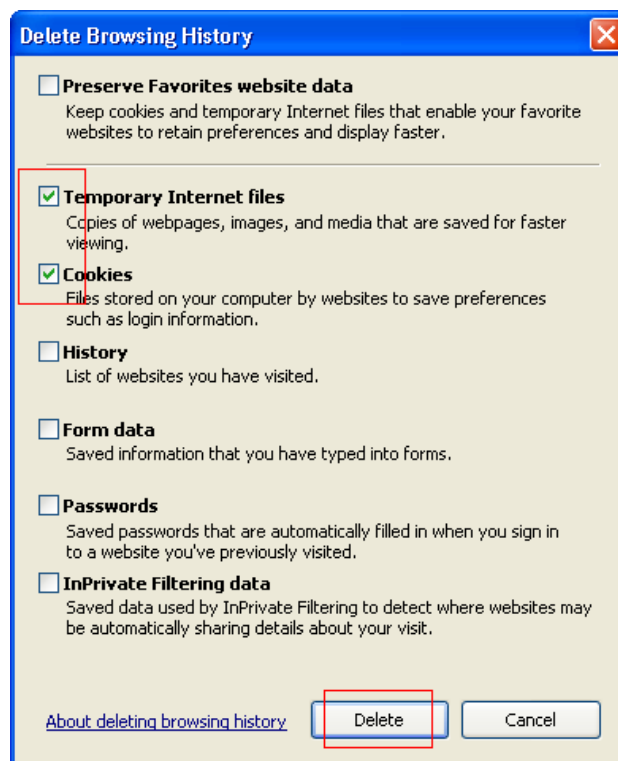 Delete Browsing History
Preserve Favorites website data
Keep cookies and temporary Internet files that enable your favorite
websites to retain preferences and display faster.
Temporary Internet files
Copies of webpages, images, and media that are saved for faster
viewing.
Cookies
Files stored on your computer by websites to save preferences
such as login information.
History
List of websites you have visited.
Form data
Saved information that you have typed into forms.
Passwords
Saved passwords that are automatically filled in when you sign in
to a website you've previously visited.
InPrivate Filtering data
Saved data used by InPrivate Filtering to detect where websites may
be automatically sharing details about your visit.
About deleting browsing history Delete Cancel